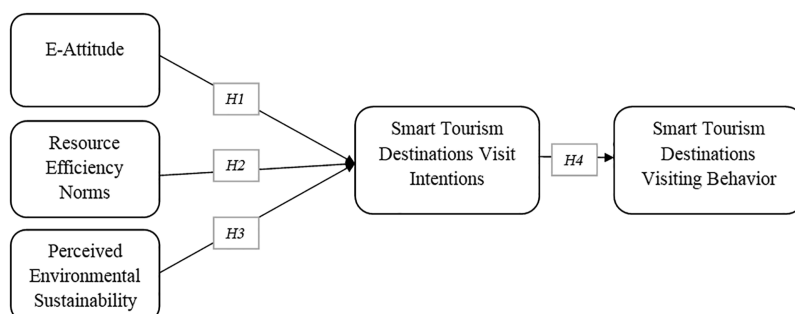 E-Attitude
H1
Resource
Efficiency
Norms
H2
Perceived
Environmental
Sustainability
H3
Smart Tourism
Destinations Visit
Intentions
H4
Smart Tourism
Destinations
Visiting Behavior